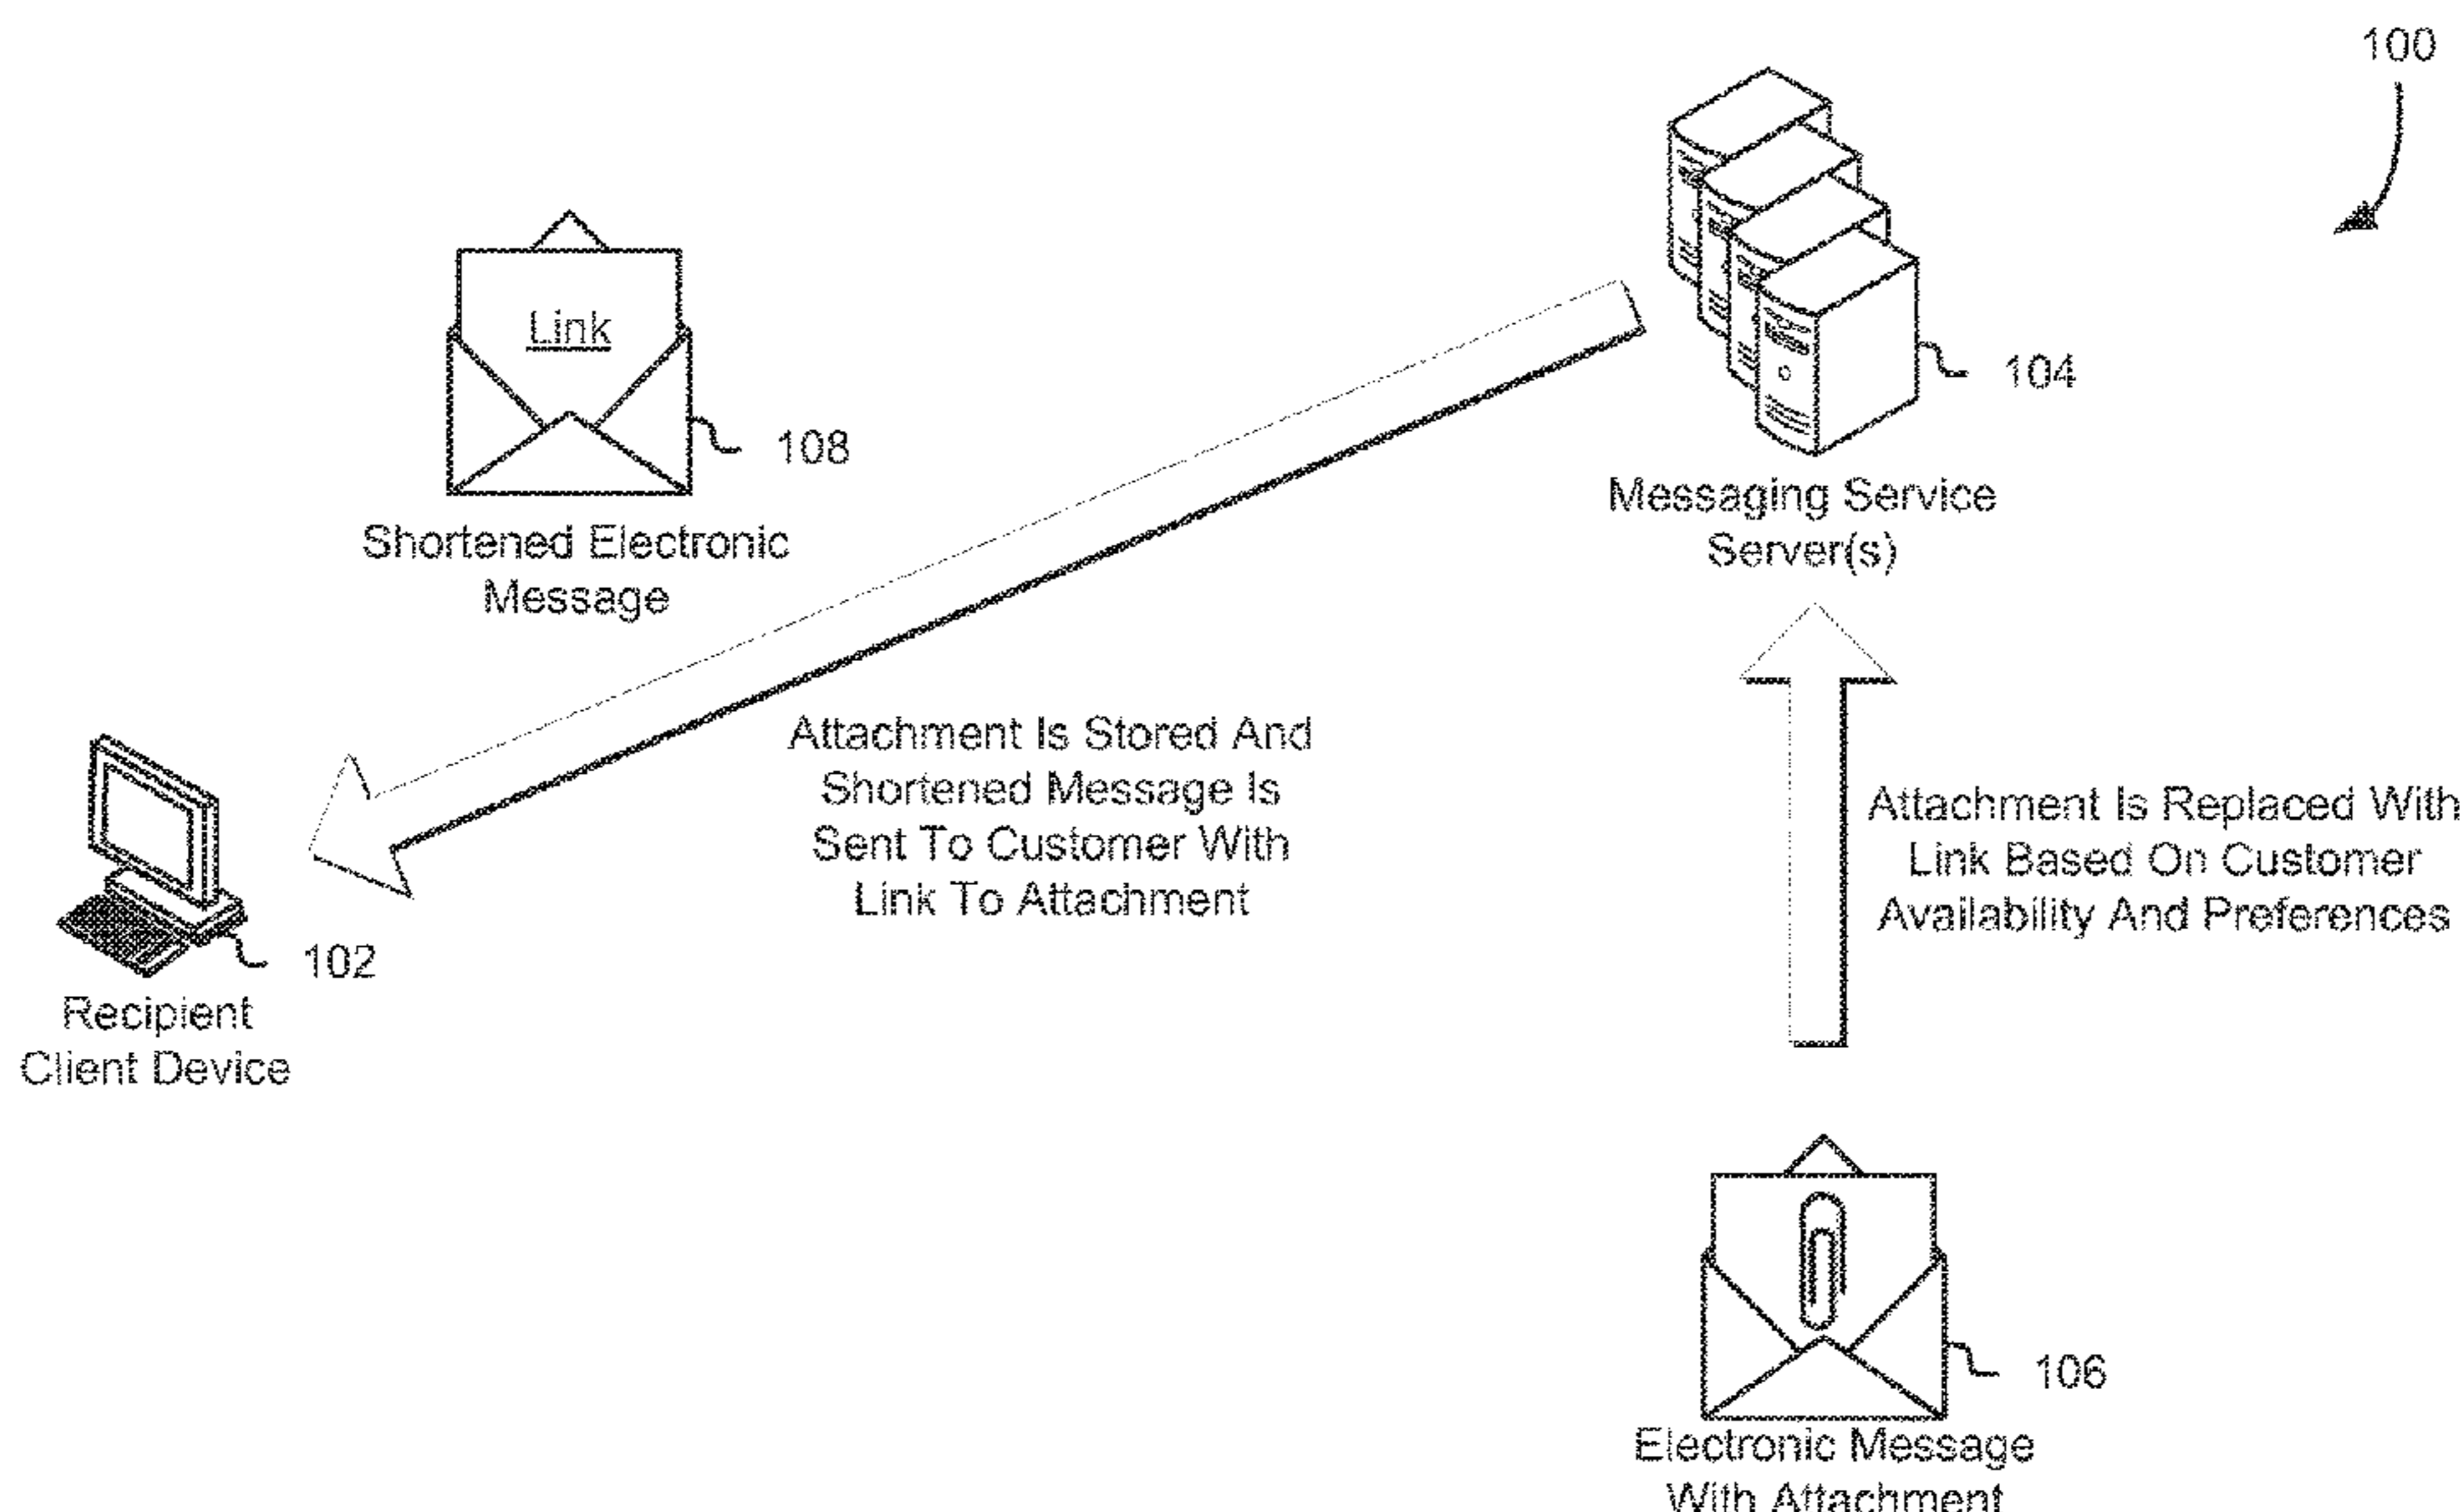 100
104
Messaging Service
Server(s)
Link
108
Shortened Electronic
Message
Attachment Is Stored And
Shortened Message Is
Sent To Customer With
Link To Attachment
Attachment Is Replaced With
Link Based On Customer
Availability And Preferences
102
Recipient
Client Device
106
Electronic Message
With Attachment